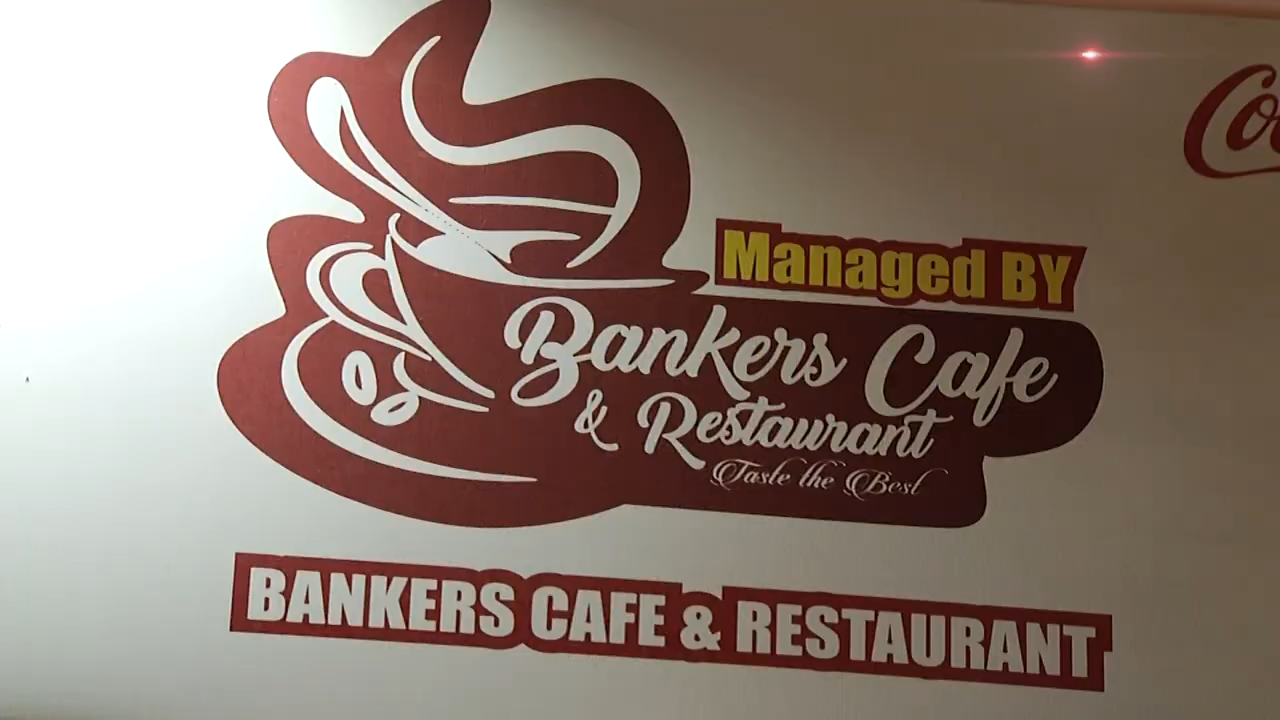 Managed BY
Bankers Cafe
& Restaurant
Taste the Best
BANKERS CAFE & RESTAURANT